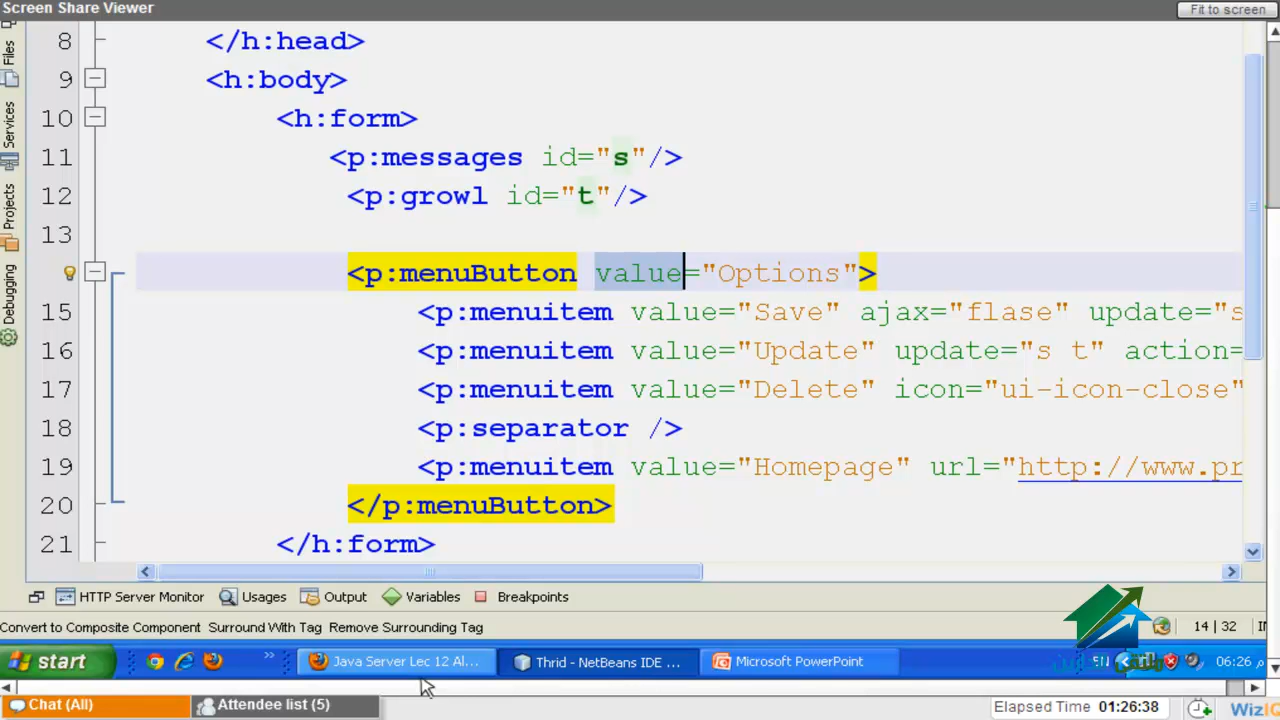 Screen Share Viewer
Fit to screen
Files
Services
Projects
Debugging
8 </h:head>
9 <h:body>
10 <h:form>
11 <p:messages id="s"/>
12 <p:growl id="t"/>
13
<p:menuButton value="Options">
15 <p:menuitem value="Save" ajax="flase" update="s
16 <p:menuitem value="Update" update="s t" action=
17 <p:menuitem value="Delete" icon="ui-icon-close"
18 <p:separator />
19 <p:menuitem value="Homepage" url="http://www.pr
20 </p:menuButton>
21 </h:form>
HTTP Server Monitor Usages Output Variables Breakpoints
Convert to Composite Component Surround With Tag Remove Surrounding Tag 14 | 32
start Java Server Lec 12 Al... Thrid - NetBeans IDE ... Microsoft PowerPoint EN 06:26 م
Chat (All) Attendee list (5) Elapsed Time 01:26:38 WizIQ